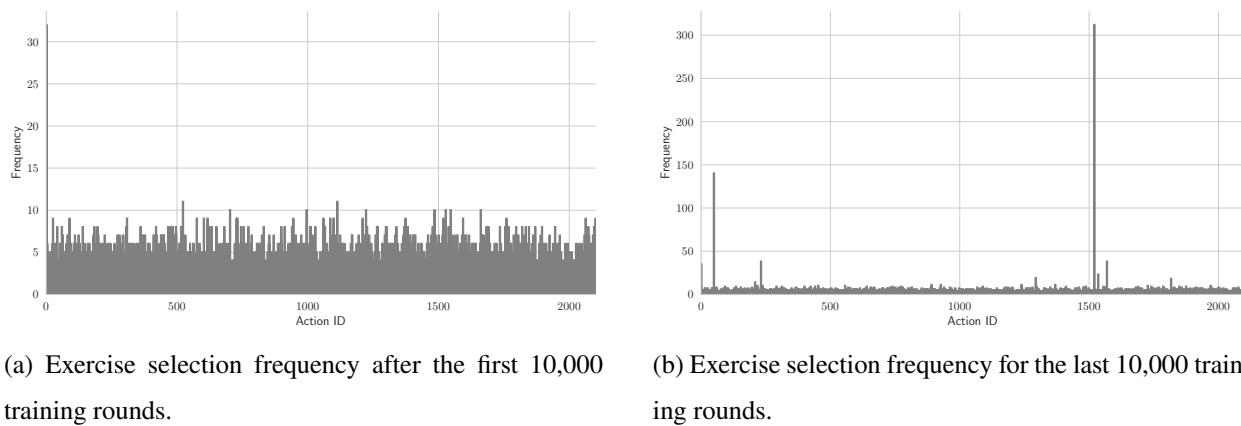 30
25
20
15
10
5
0
Frequency
0 500 1000 1500 2000
Action ID
300
250
200
150
100
50
0
Frequency
0 500 1000 1500 2000
Action ID
(a) Exercise selection frequency after the first 10,000
training rounds.
(b) Exercise selection frequency for the last 10,000 train
ing rounds.